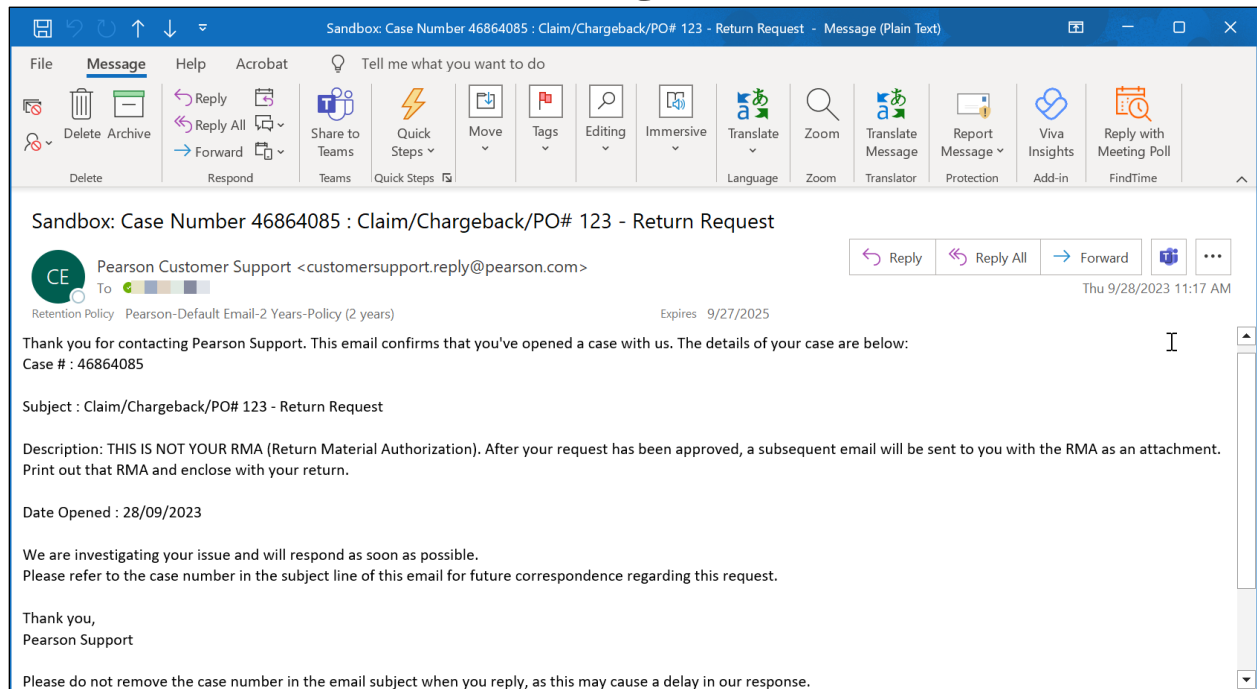 Sandbox: Case Number 46864085 : Claim/Chargeback/PO# 123 - Return Request - Message (Plain Text)
File Message Help Acrobat Tell me what you want to do
Delete Archive
Reply
Reply All
Forward
Share to Teams
Quick Steps
Move
Tags
Editing
Immersive
Translate
Zoom
Translate Message
Report Message
Viva Insights
Reply with Meeting Poll
Delete Respond Teams Quick Steps Language Zoom Translator Protection Add-in FindTime
Sandbox: Case Number 46864085 : Claim/Chargeback/PO# 123 - Return Request
CE
Pearson Customer Support <customersupport.reply@pearson.com>
To
Reply Reply All Forward
Thu 9/28/2023 11:17 AM
Retention Policy Pearson-Default Email-2 Years-Policy (2 years) Expires 9/27/2025
Thank you for contacting Pearson Support. This email confirms that you've opened a case with us. The details of your case are below:
Case # : 46864085
Subject : Claim/Chargeback/PO# 123 - Return Request
Description: THIS IS NOT YOUR RMA (Return Material Authorization). After your request has been approved, a subsequent email will be sent to you with the RMA as an attachment.
Print out that RMA and enclose with your return.
Date Opened : 28/09/2023
We are investigating your issue and will respond as soon as possible.
Please refer to the case number in the subject line of this email for future correspondence regarding this request.
Thank you,
Pearson Support
Please do not remove the case number in the email subject when you reply, as this may cause a delay in our response.